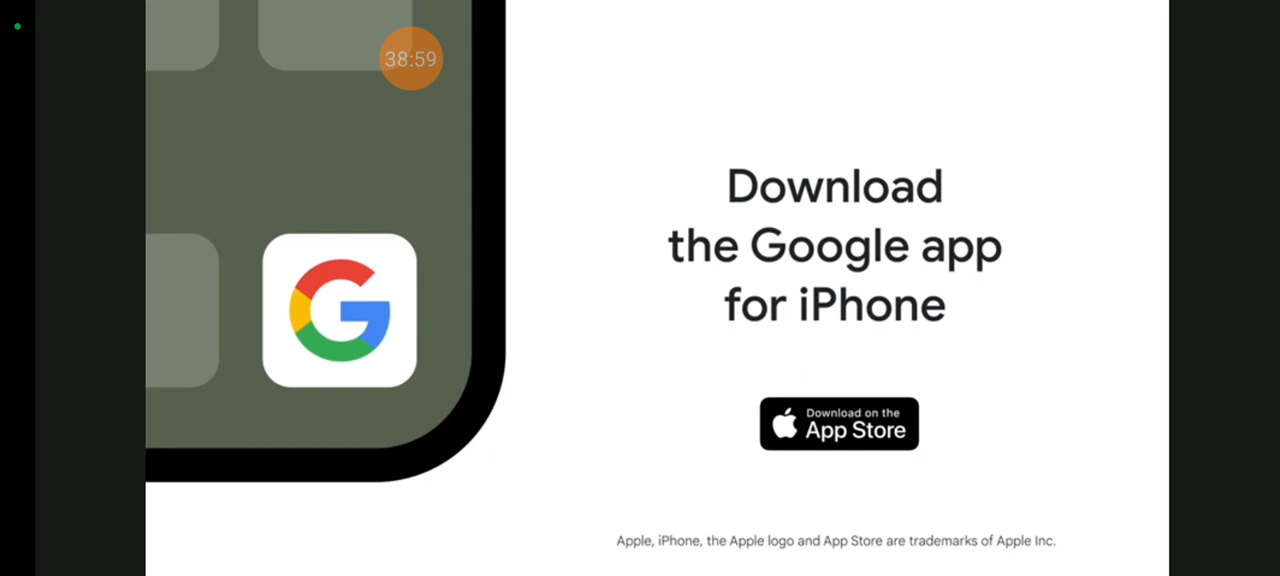 38:59
Download
the Google app
for iPhone
Download on the
App Store
Apple, iPhone, the Apple logo and App Store are trademarks of Apple Inc.